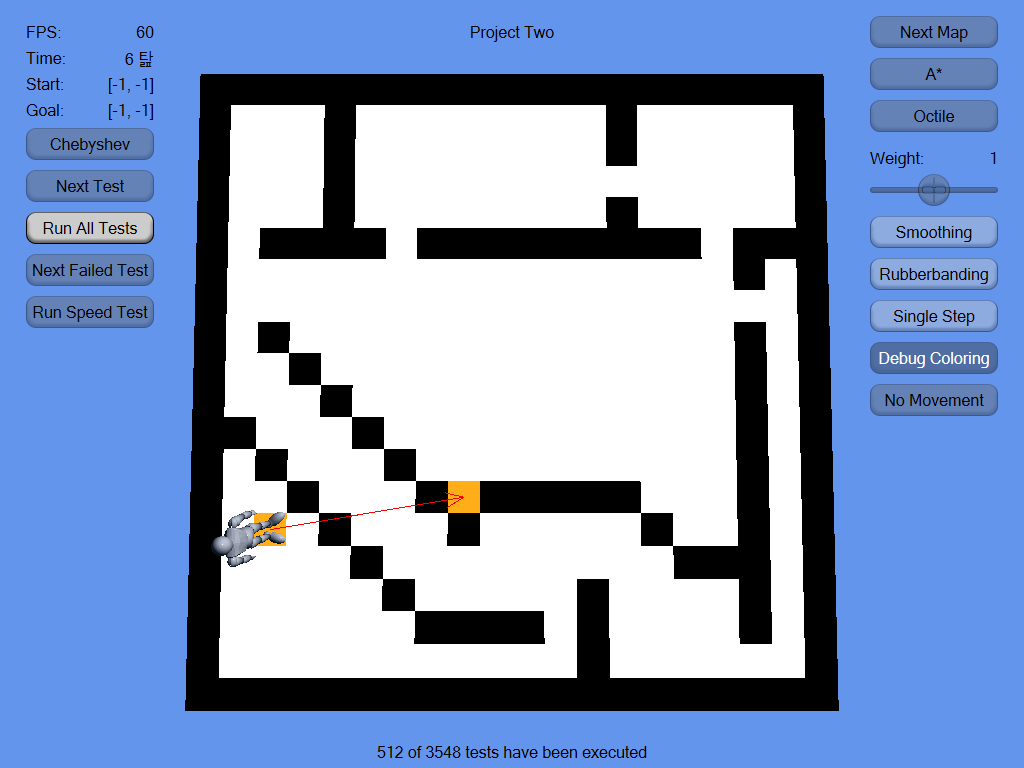 FPS: 60
Time: 6 탎
Start: [-1, -1]
Goal: [-1, -1]
Chebyshev
Next Test
Run All Tests
Next Failed Test
Run Speed Test
Project Two
Next Map
A*
Octile
Weight: 1
Smoothing
Rubberbanding
Single Step
Debug Coloring
No Movement
512 of 3548 tests have been executed